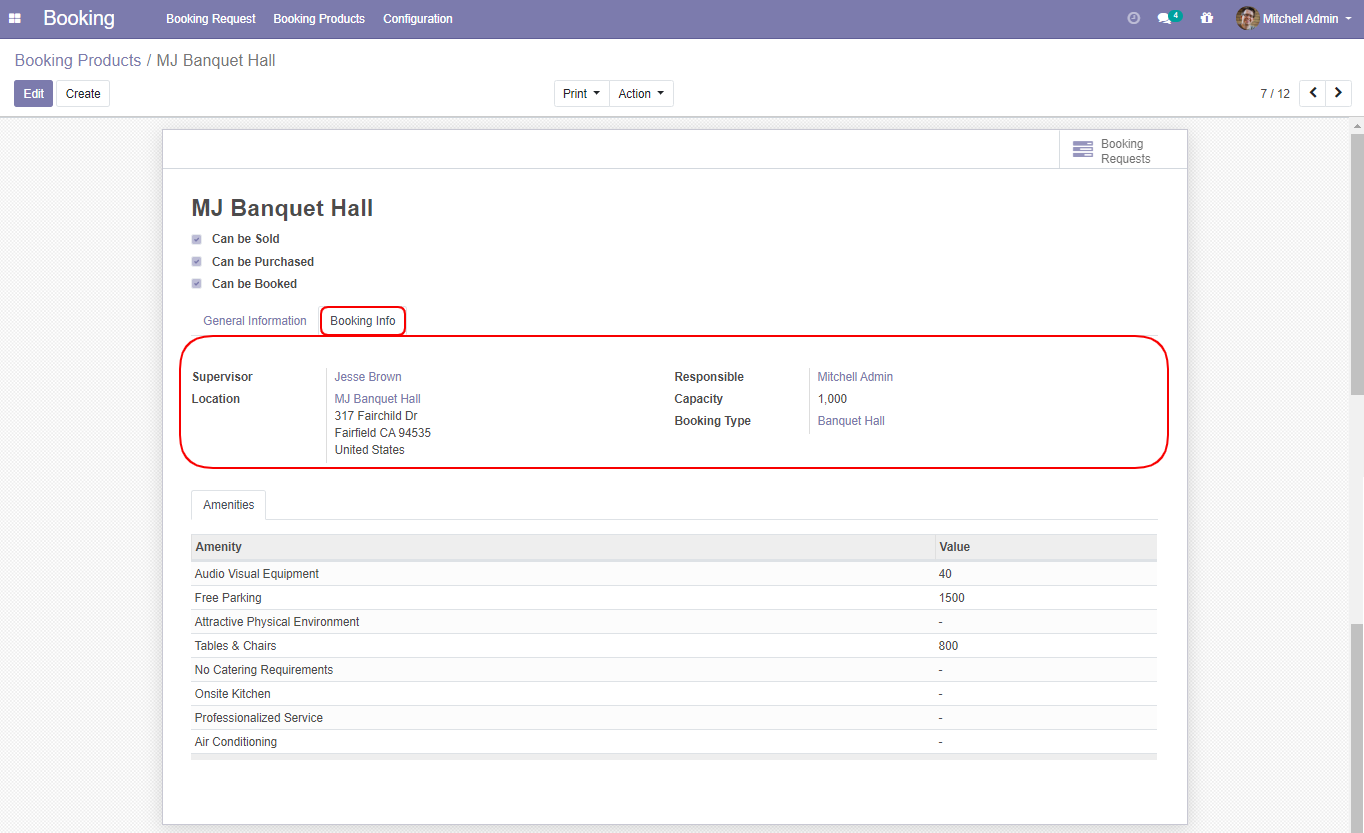 Booking
Booking Request
Booking Products
Configuration
4
Mitchell Admin
Booking Products / MJ Banquet Hall
Edit
Create
Print
Action
7 / 12
Booking
Requests
MJ Banquet Hall
Can be Sold
Can be Purchased
Can be Booked
General Information
Booking Info
Supervisor
Jesse Brown
Location
MJ Banquet Hall
317 Fairchild Dr
Fairfield CA 94535
United States
Responsible
Mitchell Admin
Capacity
1,000
Booking Type
Banquet Hall
Amenities
Amenity Value
Audio Visual Equipment 40
Free Parking 1500
Attractive Physical Environment -
Tables & Chairs 800
No Catering Requirements -
Onsite Kitchen -
Professionalized Service -
Air Conditioning -